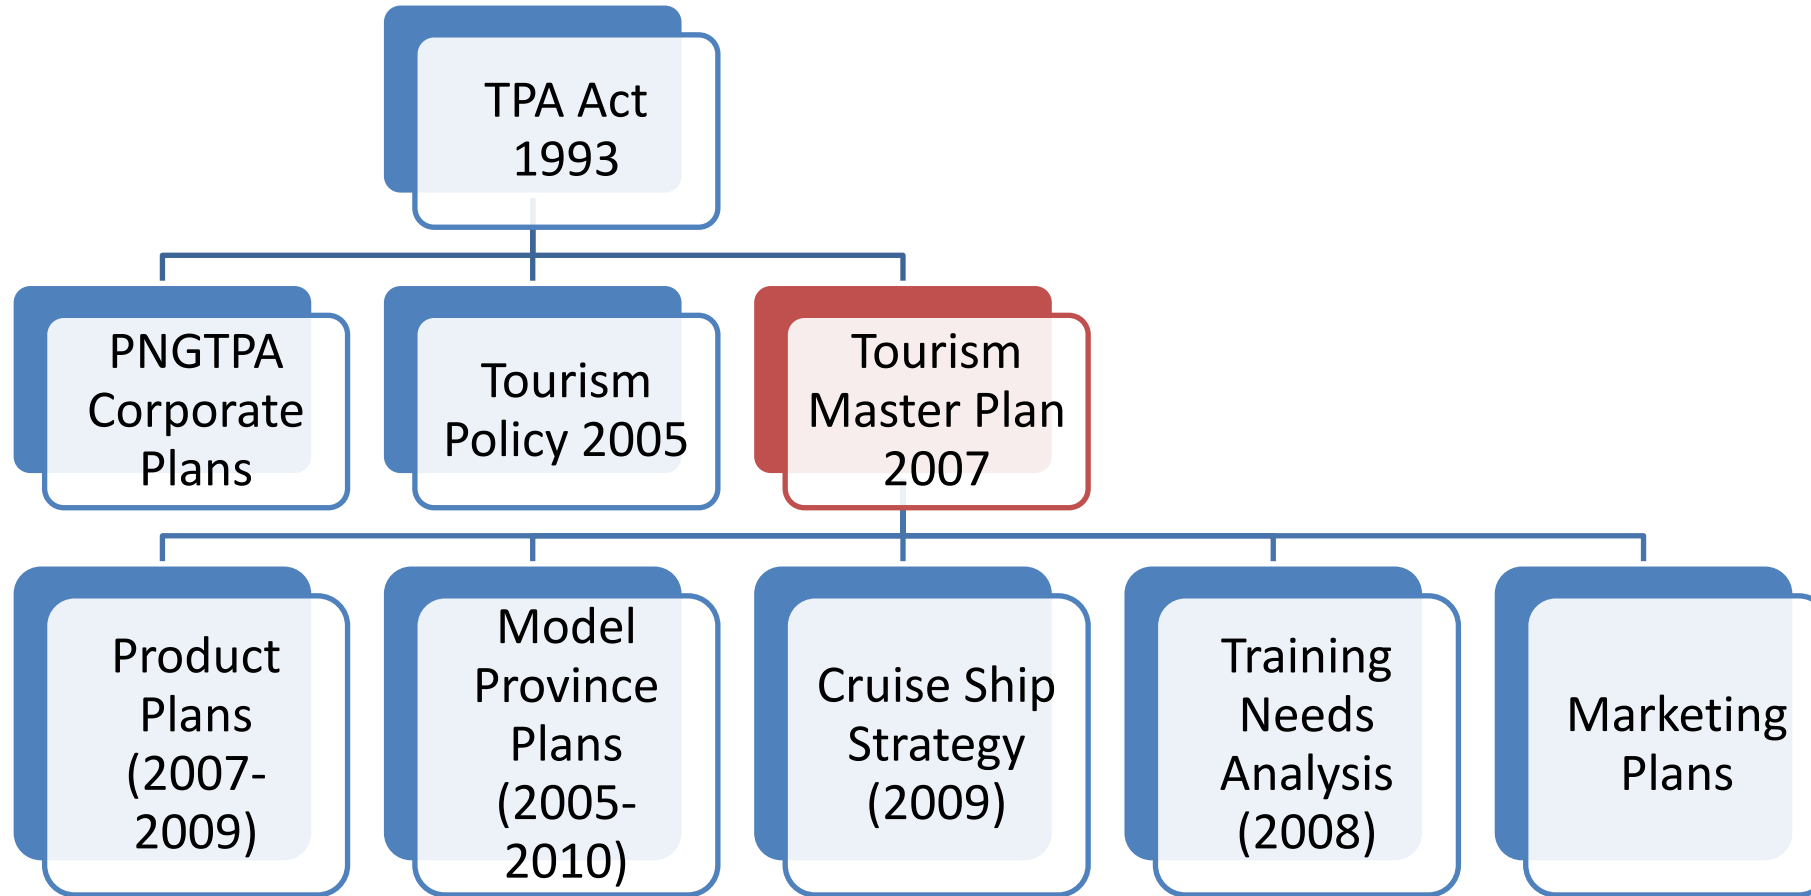 TPA Act
1993
PNGTPA
Corporate
Plans
Tourism
Policy 2005
Tourism
Master Plan
2007
Product
Plans
(2007-
2009)
Model
Province
Plans
(2005-
2010)
Cruise Ship
Strategy
(2009)
Training
Needs
Analysis
(2008)
Marketing
Plans